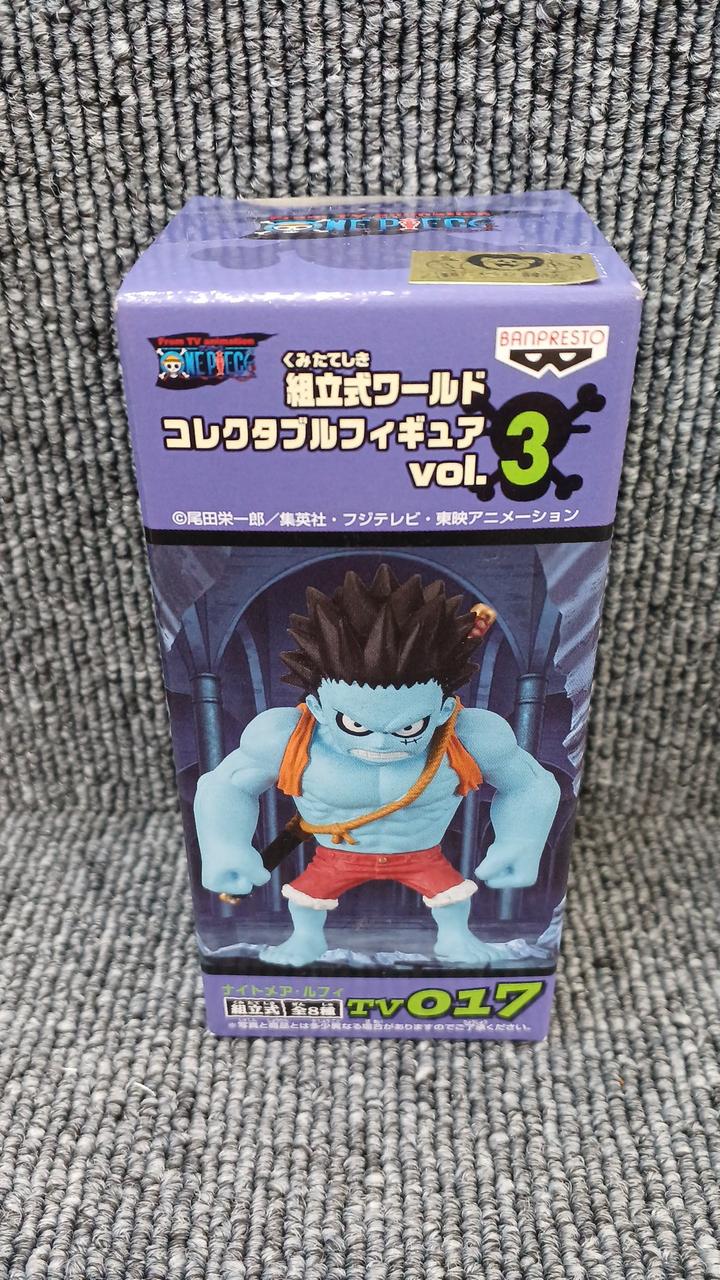 From TV animation
ONE PIECE
From TV animation
ONE PIECE
BANPRESTO
くみたてしき
組立式ワールド
コレクタブルフィギュア
vol. 3
©尾田栄一郎／集英社・フジテレビ・東映アニメーション
ナイトメア・ルフィ
組立式 全8種 TV017
※写真と商品とは多少異なる場合がありますのでご了承ください。